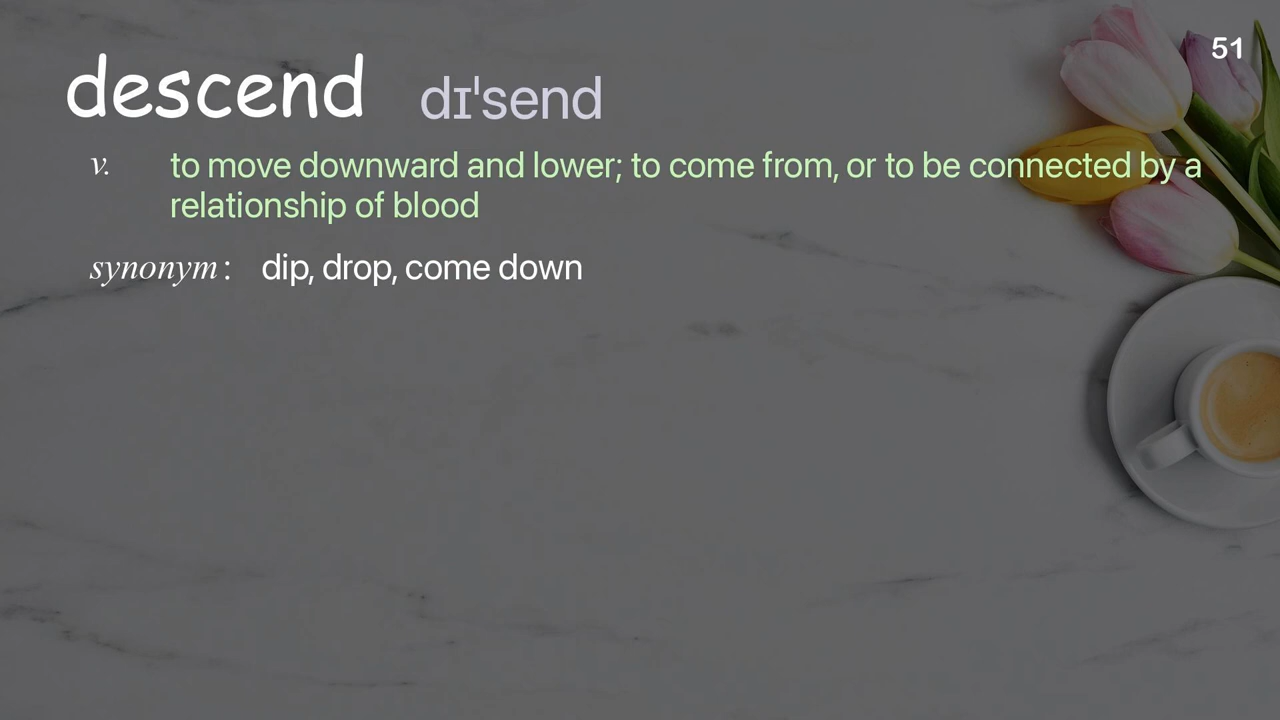 51
descend dɪˈsend
v. to move downward and lower; to come from, or to be connected by a
relationship of blood
synonym : dip, drop, come down